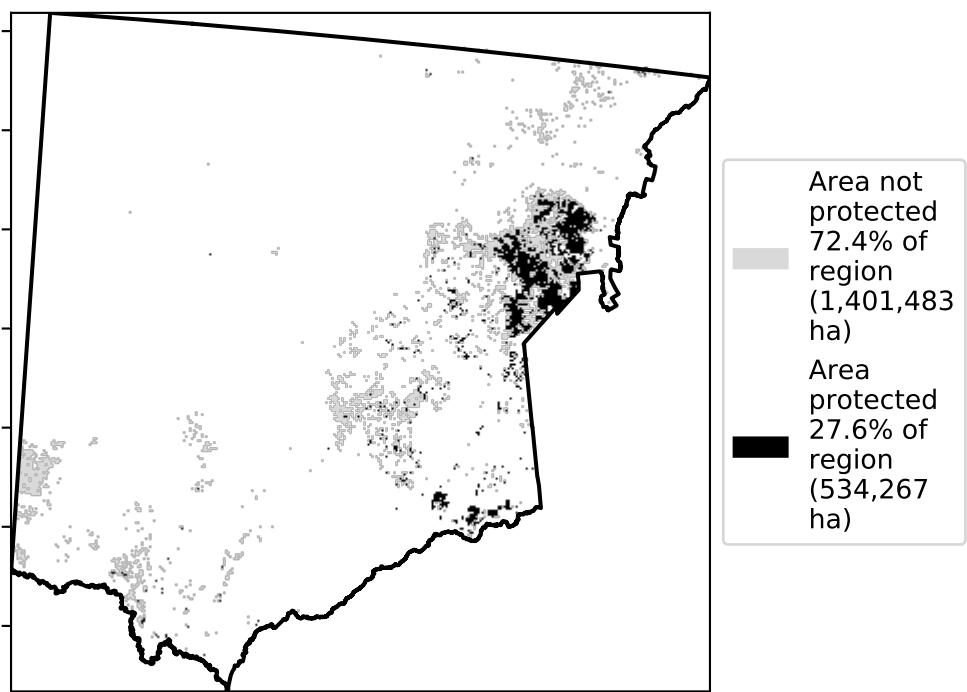 Area not
protected
72.4% of
region
(1,401,483
ha)
Area
protected
27.6% of
region
(534,267
ha)